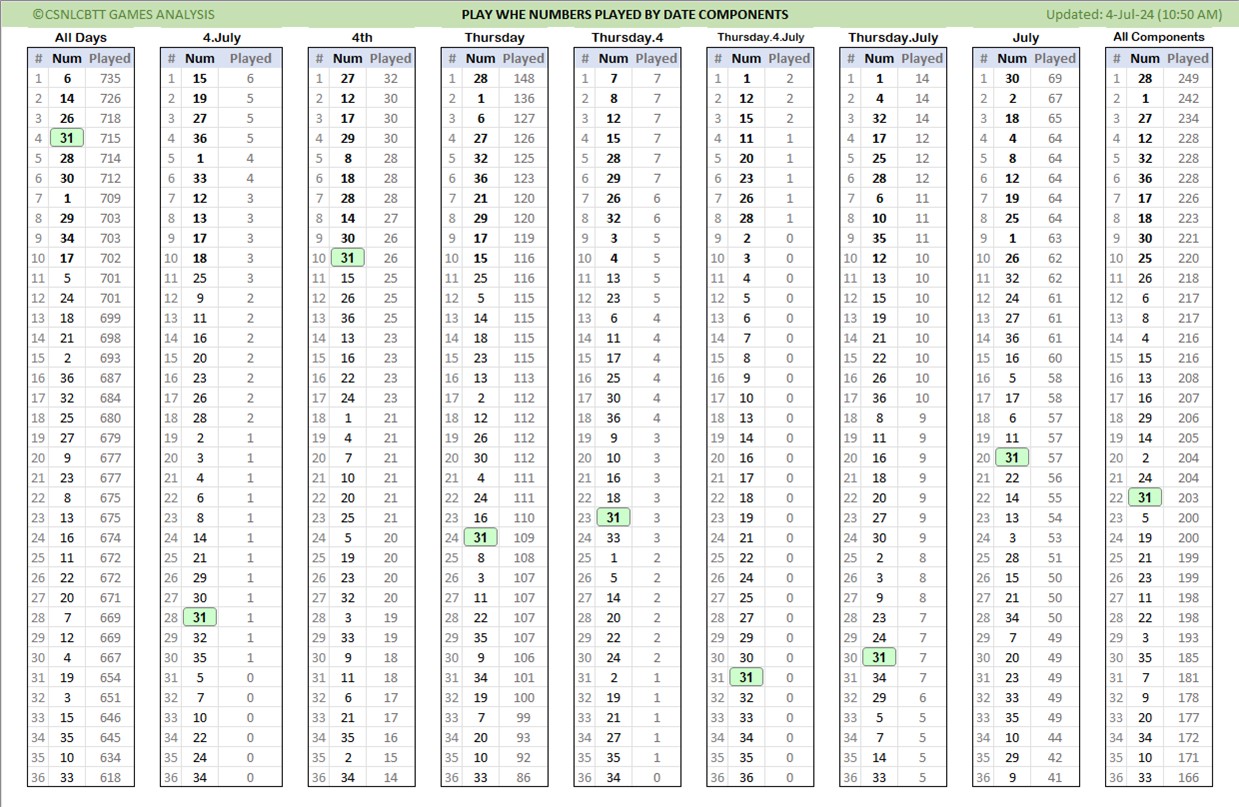 ©CSNLCBTT GAMES ANALYSIS PLAY WHE NUMBERS PLAYED BY DATE COMPONENTS Updated: 4-Jul-24 (10:50 AM)
All Days 4.July 4th Thursday Thursday.4 Thursday.4.July Thursday.July July All Components
# Num Played # Num Played # Num Played # Num Played # Num Played # Num Played # Num Played # Num Played # Num Played
1 6 735 1 15 6 1 27 32 1 28 148 1 7 7 1 1 2 1 1 14 1 30 69 1 28 249
2 14 726 2 19 5 2 12 30 2 1 136 2 8 7 2 12 2 2 4 14 2 2 67 2 1 242
3 26 718 3 27 5 3 17 30 3 6 127 3 12 7 3 15 2 3 32 14 3 18 65 3 27 234
4 31 715 4 36 5 4 29 30 4 27 126 4 15 7 4 11 1 4 17 12 4 4 64 4 12 228
5 28 714 5 1 4 5 8 28 5 32 125 5 28 7 5 20 1 5 25 12 5 8 64 5 32 228
6 30 712 6 33 4 6 18 28 6 36 123 6 29 7 6 23 1 6 28 12 6 12 64 6 36 228
7 1 709 7 12 3 7 28 28 7 21 120 7 26 6 7 26 1 7 6 11 7 19 64 7 17 226
8 29 703 8 13 3 8 14 27 8 29 120 8 32 6 8 28 1 8 10 11 8 25 64 8 18 223
9 34 703 9 17 3 9 30 26 9 17 119 9 3 5 9 2 0 9 35 11 9 1 63 9 30 221
10 17 702 10 18 3 10 31 26 10 15 116 10 4 5 10 3 0 10 12 10 10 26 62 10 25 220
11 5 701 11 25 3 11 15 25 11 25 116 11 13 5 11 4 0 11 13 10 11 32 62 11 26 218
12 24 701 12 9 2 12 26 25 12 5 115 12 23 5 12 5 0 12 15 10 12 24 61 12 6 217
13 18 699 13 11 2 13 36 25 13 14 115 13 6 4 13 6 0 13 19 10 13 27 61 13 8 217
14 21 698 14 16 2 14 13 23 14 18 115 14 11 4 14 7 0 14 21 10 14 36 61 14 4 216
15 2 693 15 20 2 15 16 23 15 23 115 15 17 4 15 8 0 15 22 10 15 16 60 15 15 216
16 36 687 16 23 2 16 22 23 16 13 113 16 25 4 16 9 0 16 26 10 16 5 58 16 13 208
17 32 684 17 26 2 17 24 23 17 2 112 17 30 4 17 10 0 17 36 10 17 17 58 17 16 207
18 25 680 18 28 2 18 1 21 18 12 112 18 36 4 18 13 0 18 8 9 18 6 57 18 29 206
19 27 679 19 2 1 19 4 21 19 26 112 19 9 3 19 14 0 19 11 9 19 11 57 19 14 205
20 9 677 20 3 1 20 7 21 20 30 112 20 10 3 20 16 0 20 16 9 20 31 57 20 2 204
21 23 677 21 4 1 21 10 21 21 4 111 21 16 3 21 17 0 21 18 9 21 22 56 21 24 204
22 8 675 22 6 1 22 20 21 22 24 111 22 18 3 22 18 0 22 20 9 22 14 55 22 31 203
23 13 675 23 8 1 23 25 21 23 16 110 23 31 3 23 19 0 23 27 9 23 13 54 23 5 200
24 16 674 24 14 1 24 5 20 24 31 109 24 33 3 24 21 0 24 30 9 24 3 53 24 19 200
25 11 672 25 21 1 25 19 20 25 8 108 25 1 2 25 22 0 25 2 8 25 28 51 25 21 199
26 22 672 26 29 1 26 23 20 26 3 107 26 5 2 26 24 0 26 3 8 26 15 50 26 23 199
27 20 671 27 30 1 27 32 20 27 11 107 27 14 2 27 25 0 27 9 8 27 21 50 27 11 198
28 7 669 28 31 1 28 3 19 28 22 107 28 20 2 28 27 0 28 23 7 28 34 50 28 22 198
29 12 669 29 32 1 29 33 19 29 35 107 29 22 2 29 29 0 29 24 7 29 7 49 29 3 193
30 4 667 30 35 1 30 9 18 30 9 106 30 24 2 30 30 0 30 31 7 30 20 49 30 35 185
31 19 654 31 5 0 31 11 18 31 34 101 31 2 1 31 31 0 31 34 7 31 23 49 31 7 181
32 3 651 32 7 0 32 6 17 32 19 100 32 19 1 32 32 0 32 29 6 32 33 49 32 9 178
33 15 646 33 10 0 33 21 17 33 7 99 33 21 1 33 33 0 33 5 5 33 35 49 33 20 177
34 35 645 34 22 0 34 35 16 34 20 93 34 27 1 34 34 0 34 7 5 34 10 44 34 34 172
35 10 634 35 24 0 35 2 15 35 10 92 35 35 1 35 35 0 35 14 5 35 29 42 35 10 171
36 33 618 36 34 0 36 34 14 36 33 86 36 34 0 36 36 0 36 33 5 36 9 41 36 33 166